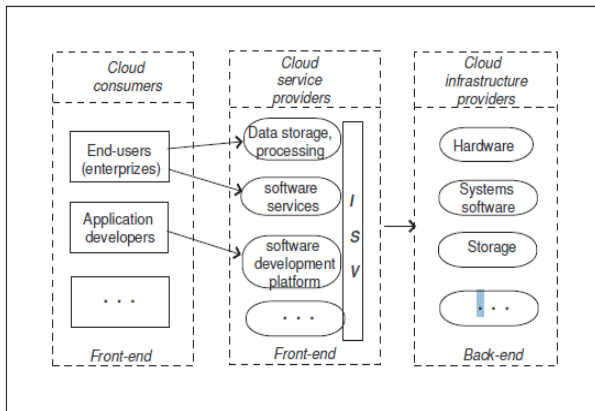 Cloud
consumers
End-users
(enterprizes)
Application
developers
. . .
Front-end
Cloud
service
providers
Data storage,
processing
software
services
software
development
platform
. . .
I
S
V
Front-end
Cloud
infrastructure
providers
Hardware
Systems
software
Storage
. . .
Back-end